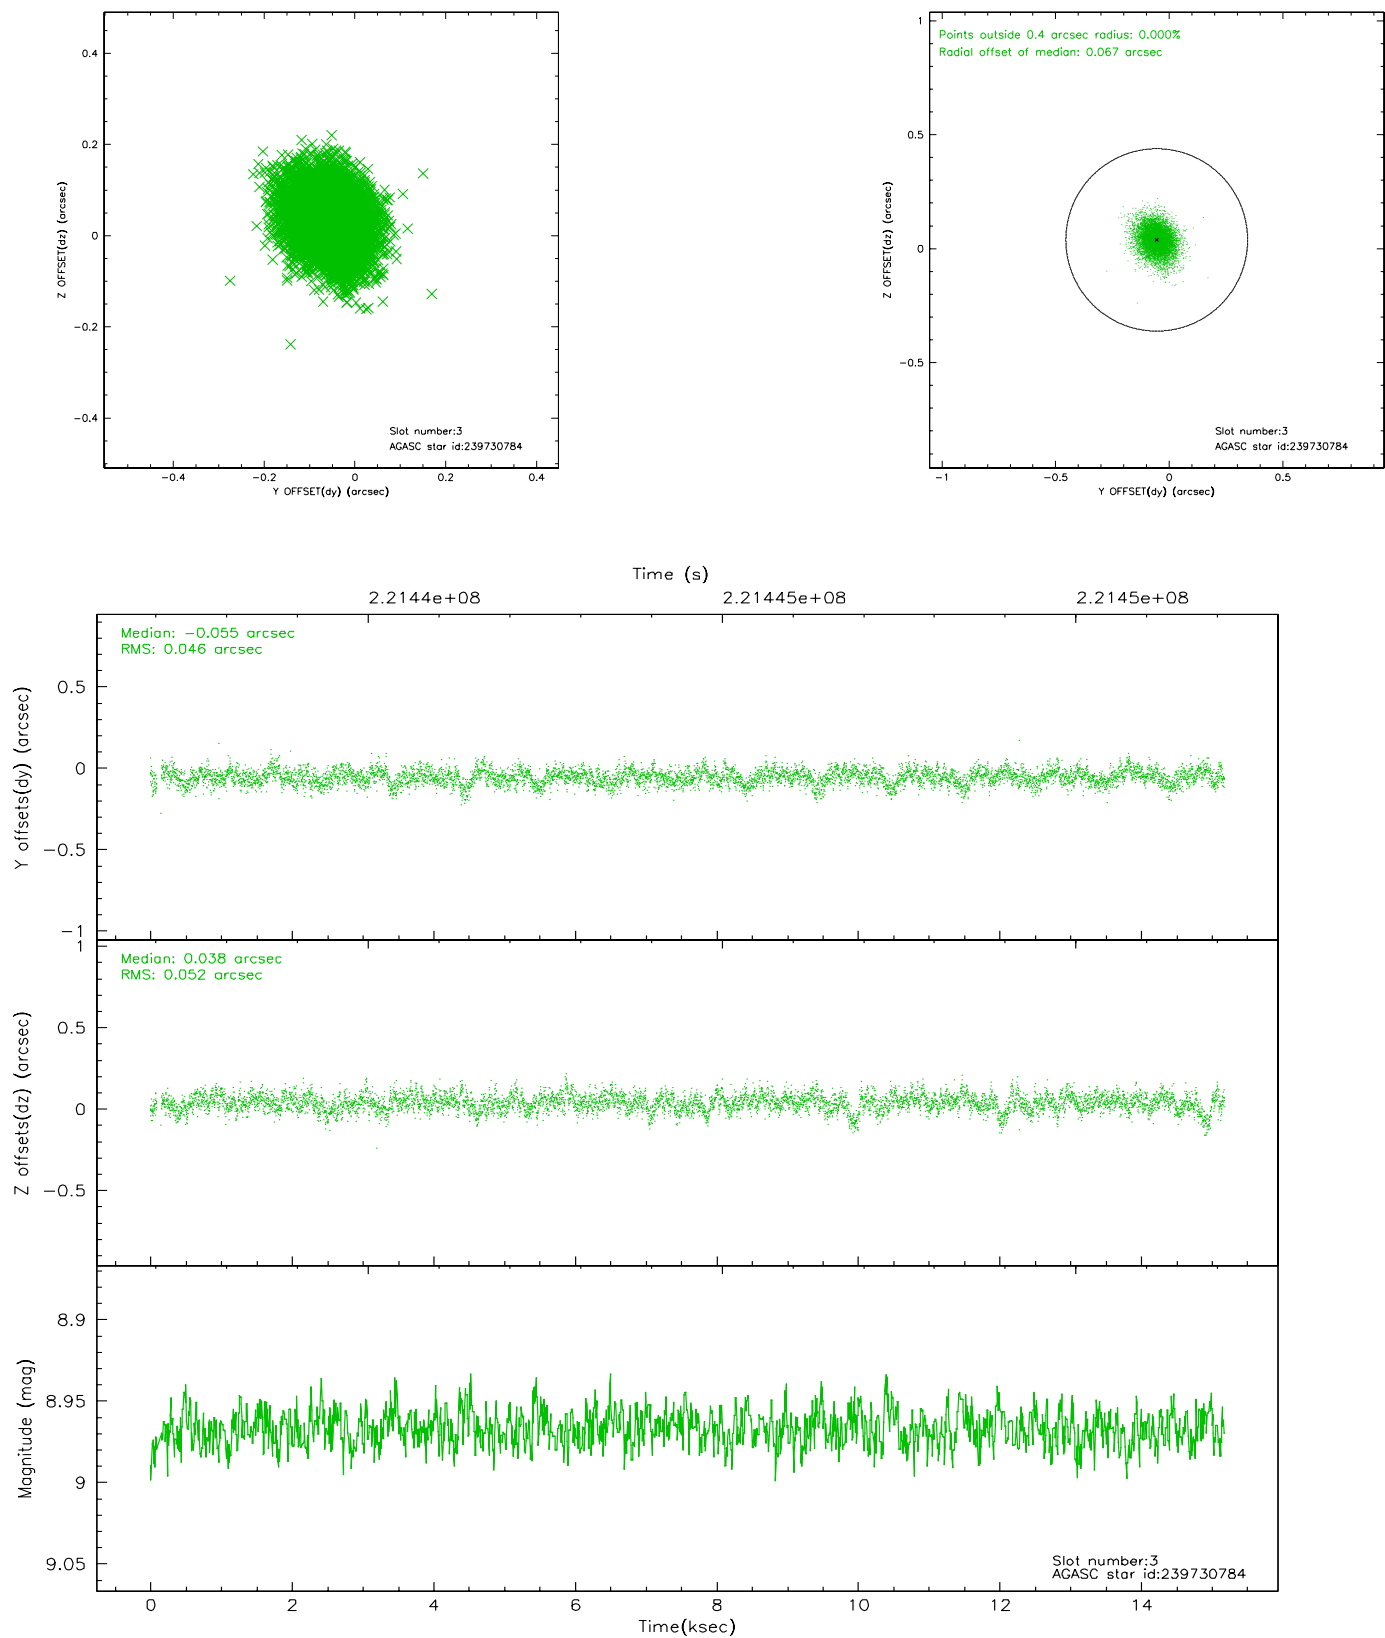 0.4
0.2
0
−0.2
−0.4
Z OFFSET(dz) (arcsec)
Slot number:3
AGASC star id:239730784
−0.4 −0.2 0 0.2 0.4
Y OFFSET(dy) (arcsec)
Points outside 0.4 arcsec radius: 0.000%
Radial offset of median: 0.067 arcsec
1
0.5
0
−0.5
Z OFFSET(dz) (arcsec)
Slot number:3
AGASC star id:239730784
−1 −0.5 0 0.5
Y OFFSET(dy) (arcsec)
Time (s)
2.2144e+08 2.21445e+08 2.2145e+08
Median: −0.055 arcsec
RMS: 0.046 arcsec
0.5
0
−0.5
−1
Y offsets(dy) (arcsec)
Median: 0.038 arcsec
RMS: 0.052 arcsec
1
0.5
0
−0.5
Z offsets(dz) (arcsec)
8.9
8.95
9
9.05
Magnitude (mag)
Slot number:3
AGASC star id:239730784
0 2 4 6 8 10 12 14
Time(ksec)